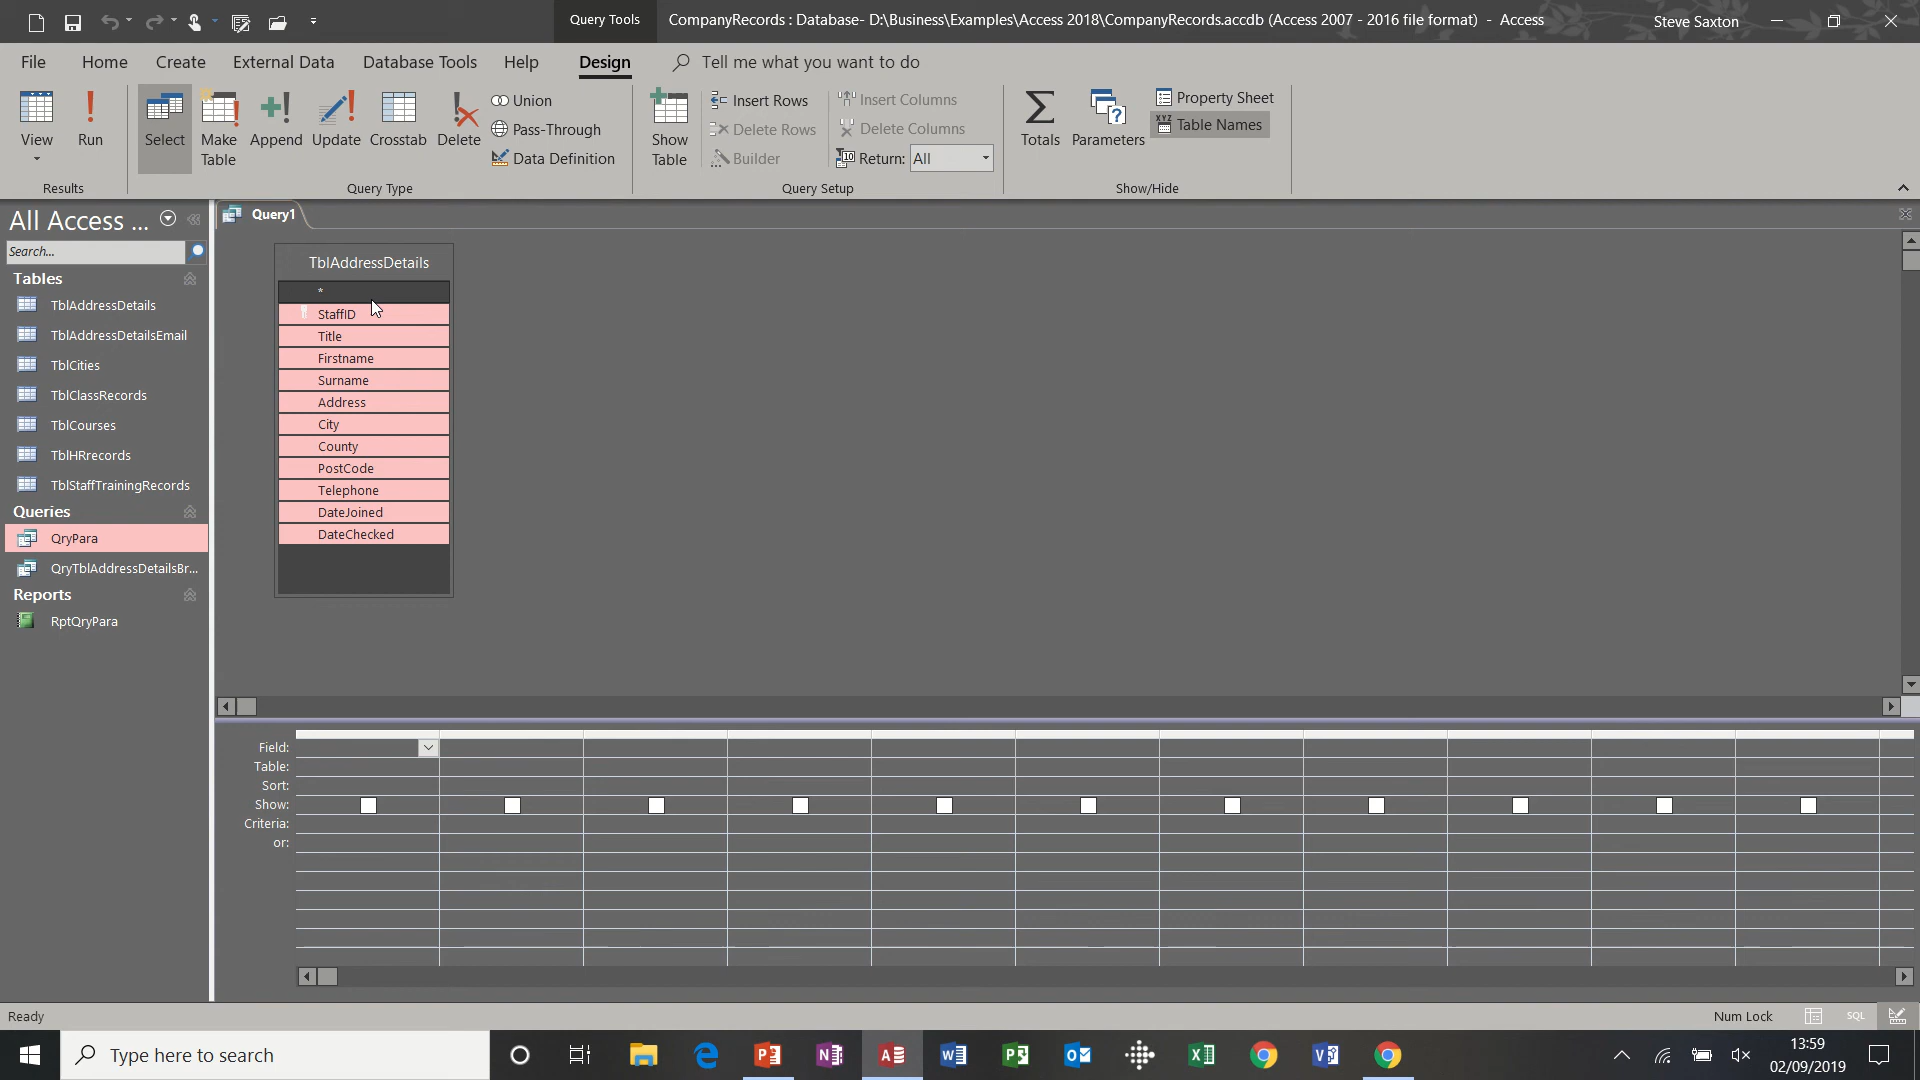 Query Tools
CompanyRecords : Database- D:\Business\Examples\Access 2018\CompanyRecords.accdb (Access 2007 - 2016 file format) - Access
Steve Saxton
File Home Create External Data Database Tools Help Design Tell me what you want to do
View
Run
Results
Select
Make Table
Append
Update
Crosstab
Delete
Union
Pass-Through
Data Definition
Query Type
Show Table
Insert Rows
Delete Rows
Builder
Insert Columns
Delete Columns
Return: All
Query Setup
Totals
Parameters
Property Sheet
Table Names
Show/Hide
All Access ...
Search...
Tables
TblAddressDetails
TblAddressDetailsEmail
TblCities
TblClassRecords
TblCourses
TblHRrecords
TblStaffTrainingRecords
Queries
QryPara
QryTblAddressDetailsBr...
Reports
RptQryPara
Query1
TblAddressDetails
*
StaffID
Title
Firstname
Surname
Address
City
County
PostCode
Telephone
DateJoined
DateChecked
Field:
Table:
Sort:
Show:
Criteria:
or:
Ready
Num Lock
SQL
Type here to search
13:59
02/09/2019